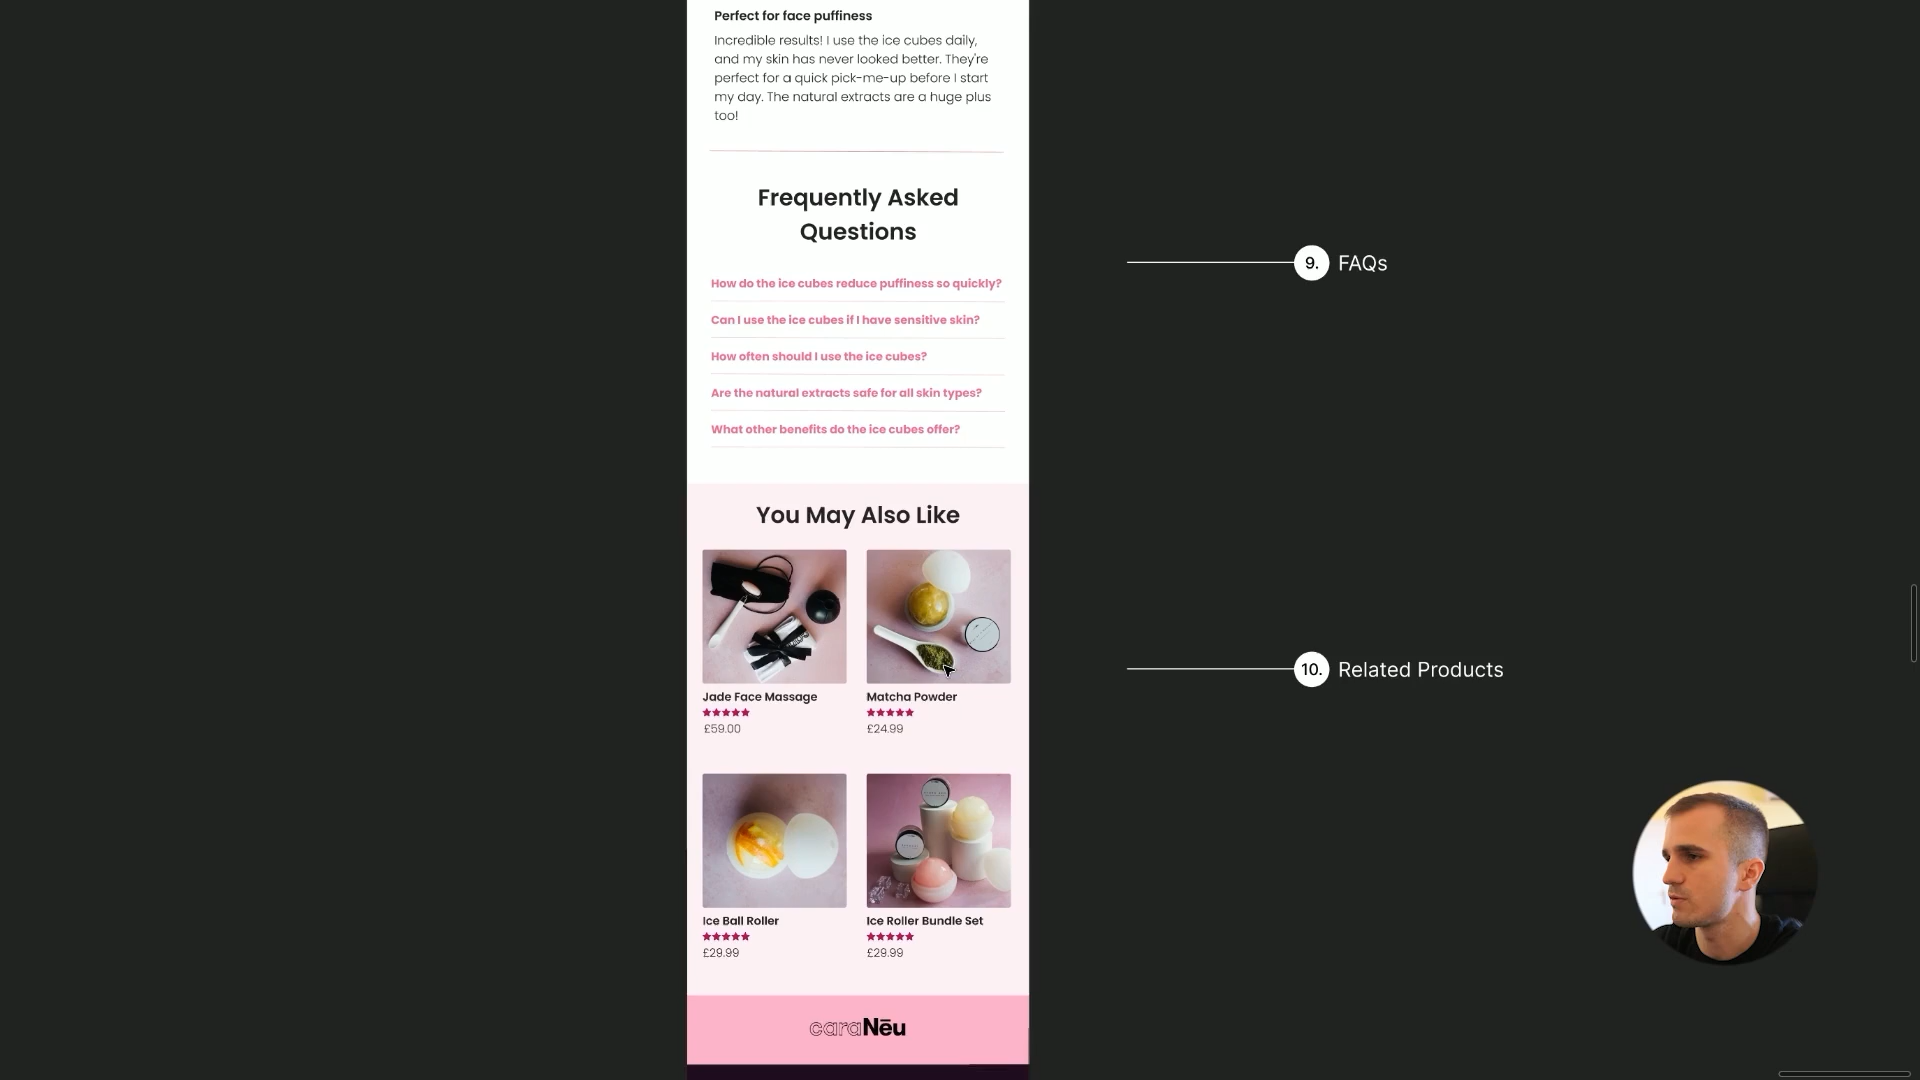 Perfect for face puffiness
Incredible results! I use the ice cubes daily,
and my skin has never looked better. They're
perfect for a quick pick-me-up before I start
my day. The natural extracts are a huge plus
too!
Frequently Asked
Questions
How do the ice cubes reduce puffiness so quickly?
Can I use the ice cubes if I have sensitive skin?
How often should I use the ice cubes?
Are the natural extracts safe for all skin types?
What other benefits do the ice cubes offer?
9. FAQs
You May Also Like
Jade Face Massage
£59.00
Matcha Powder
£24.99
10. Related Products
Ice Ball Roller
£29.99
Ice Roller Bundle Set
£29.99
caraNēu